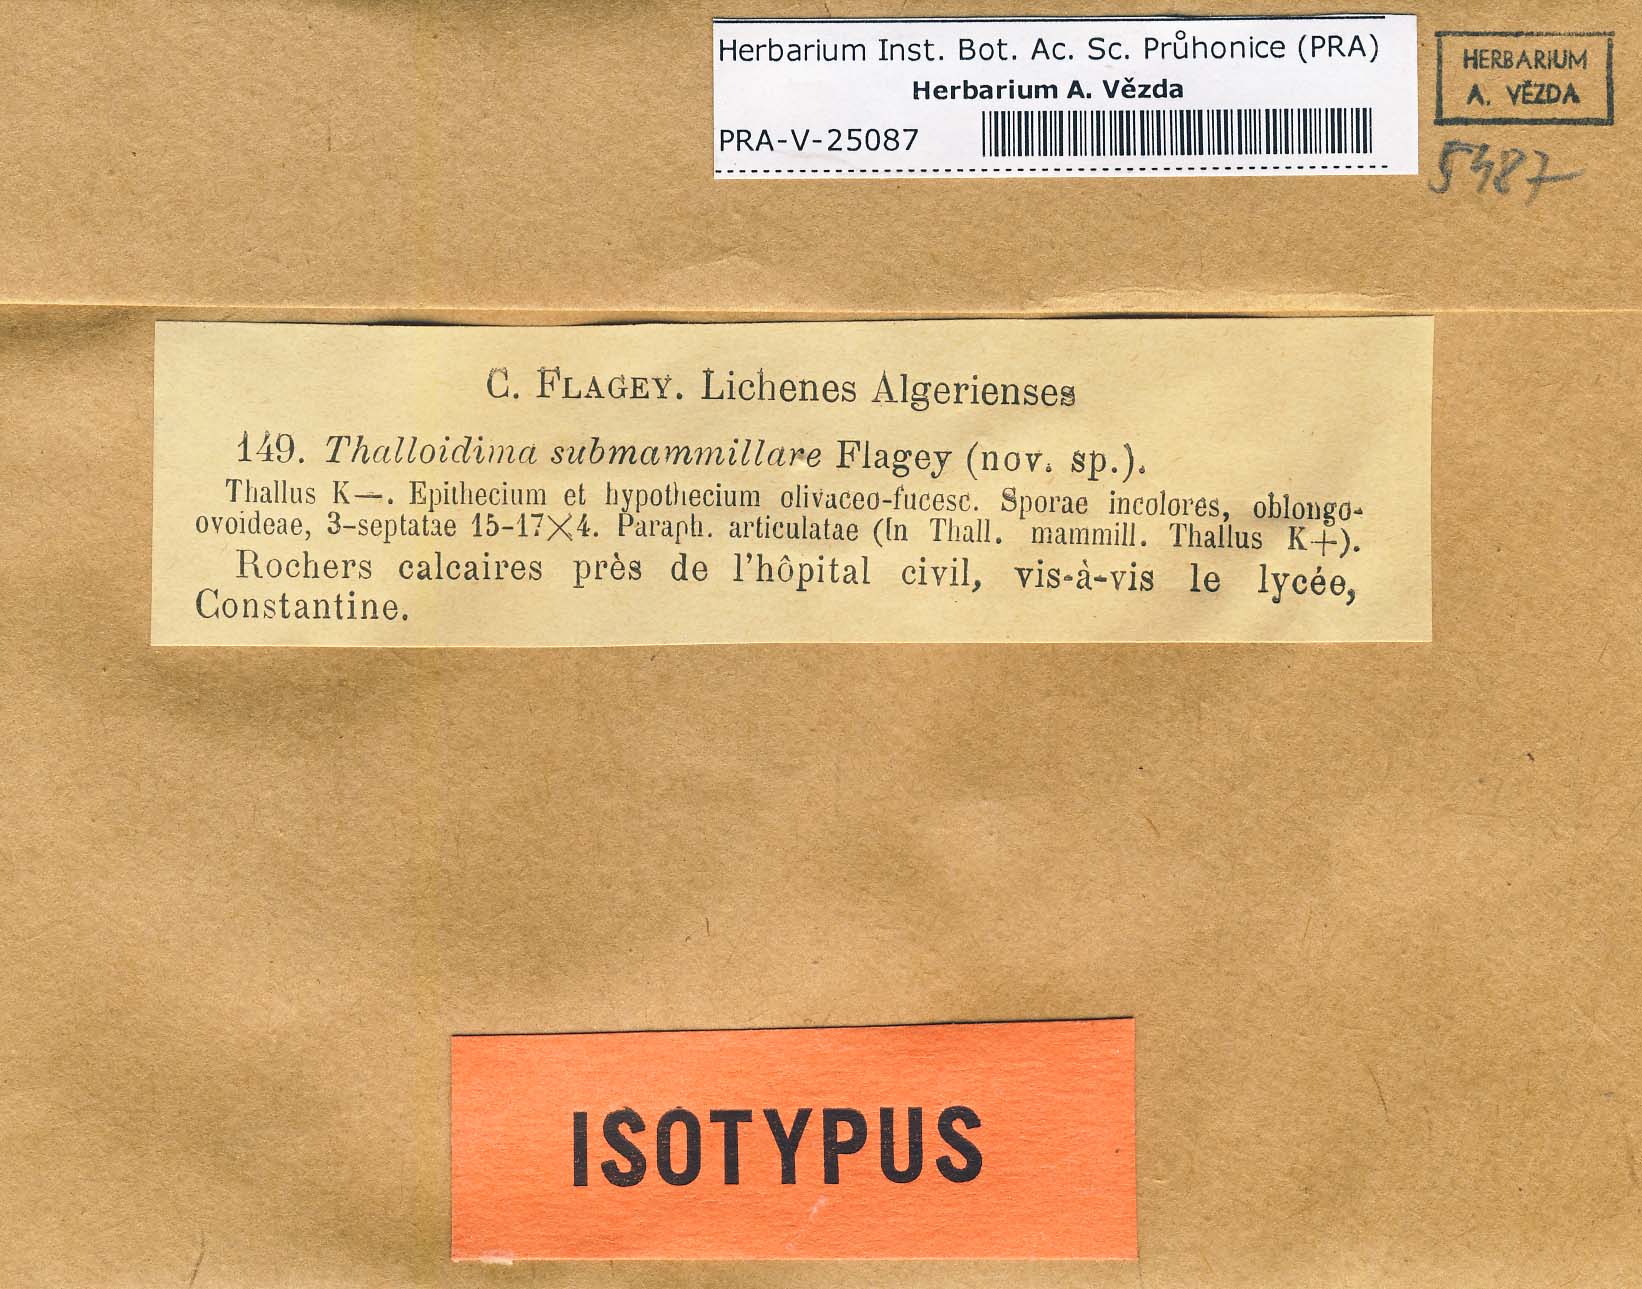 Herbarium Inst. Bot. Ac. Sc. Průhonice (PRA)
Herbarium A. Vězda
PRA-V-25087
HERBARIUM
A. VĚZDA
5487
C. FLAGEY. Lichenes Algerienses
149. Thalloidima submammillare Flagey (nov. sp.).
Thallus K—. Epithecium et hypothecium olivaceo-fucesc. Sporae incolores, oblongo-
ovoideae, 3-septatae 15-17×4. Paraph. articulatae (In Thall. mammill. Thallus K+).
Rochers calcaires près de l'hôpital civil, vis-à-vis le lycée,
Constantine.
ISOTYPUS